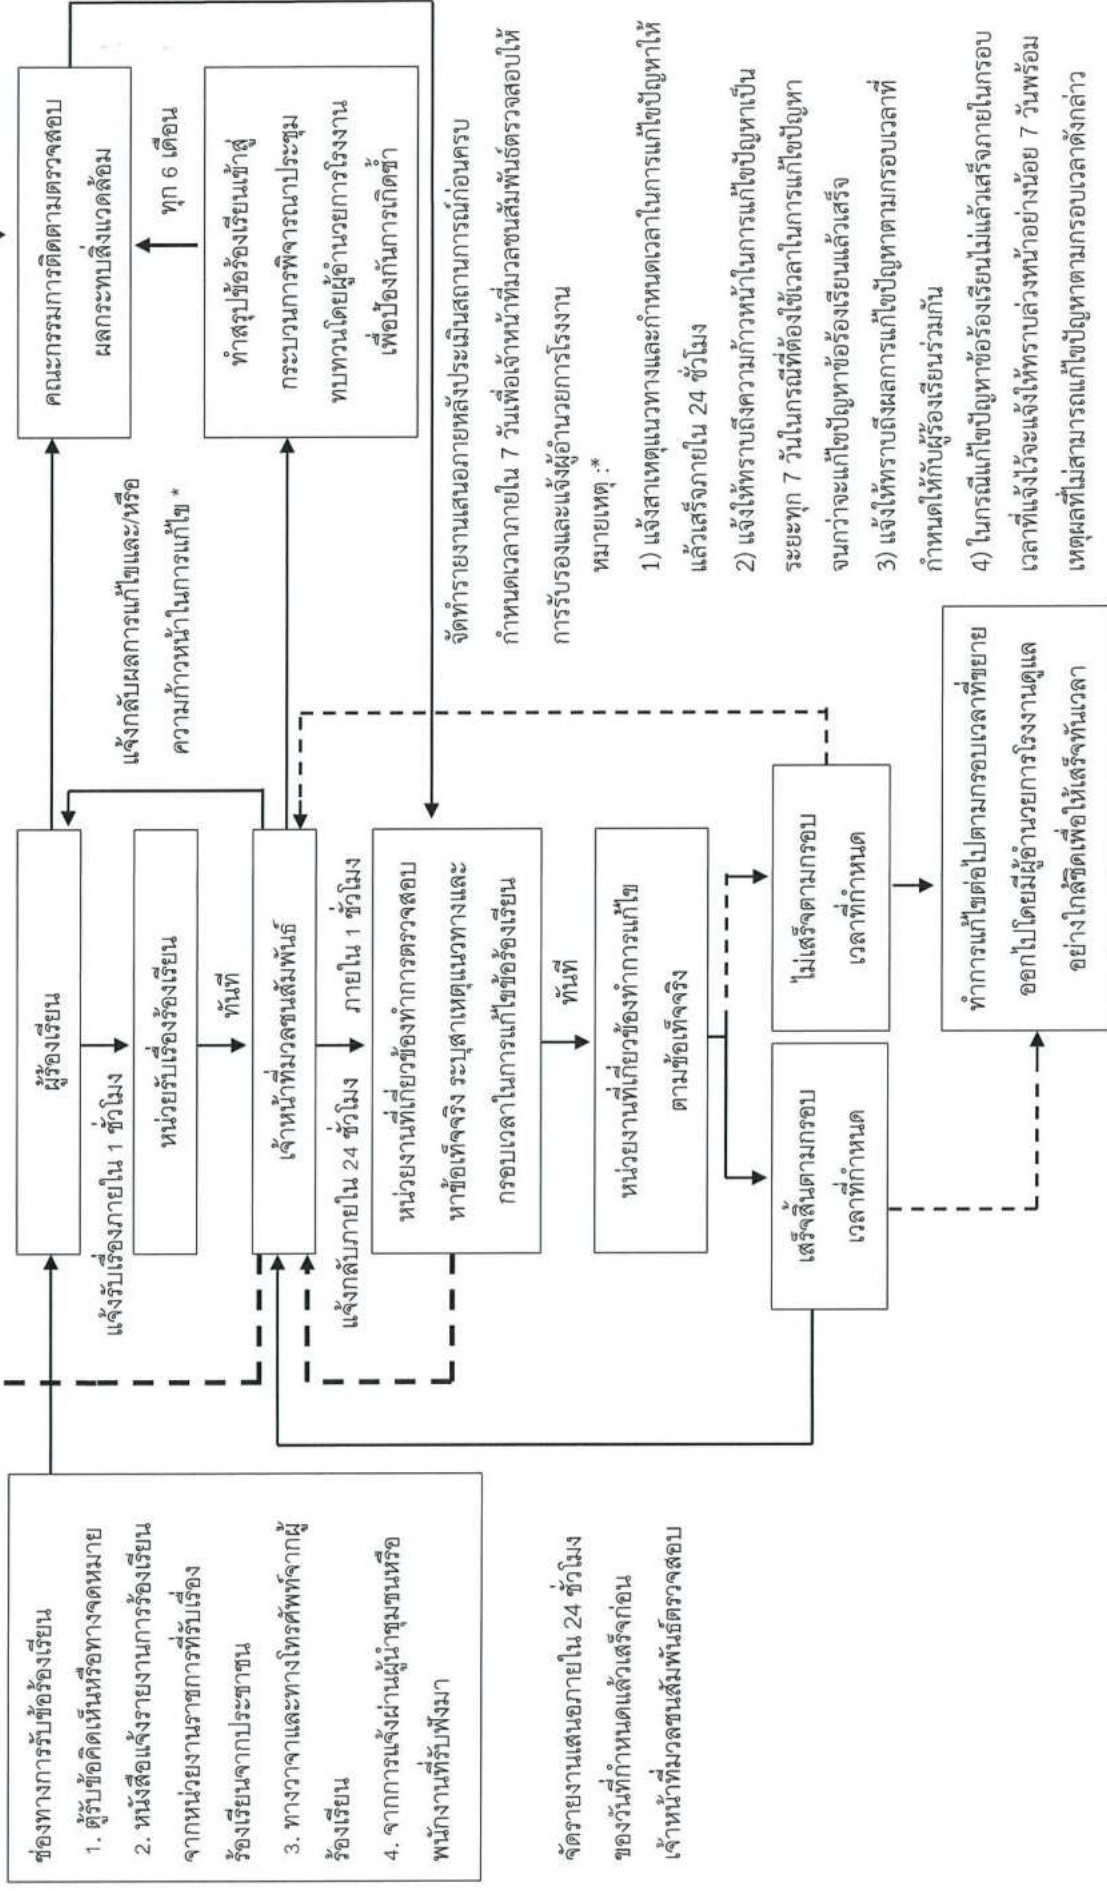 ช่องทางการรับข้อร้องเรียน
1. ตู้รับข้อคิดเห็นหรือทางจดหมาย
2. หนังสือแจ้งรายงานการร้องเรียน
จากหน่วยงานราชการที่รับเรื่อง
ร้องเรียนจากประชาชน
3. ทางวาจาและทางโทรศัพท์จากผู้
ร้องเรียน
4. จากการแจ้งผ่านผู้นำชุมชนหรือ
พนักงานที่รับฟังมา
จัดรายงานเสนอภายใน 24 ชั่วโมง
ของวันที่กำหนดแล้วเสร็จก่อน
เจ้าหน้าที่มวลชนสัมพันธ์ตรวจสอบ
ผู้ร้องเรียน
แจ้งรับเรื่องภายใน 1 ชั่วโมง
หน่วยรับเรื่องร้องเรียน
ทันที
เจ้าหน้าที่มวลชนสัมพันธ์
แจ้งกลับภายใน 24 ชั่วโมง
ภายใน 1 ชั่วโมง
หน่วยงานที่เกี่ยวข้องทำการตรวจสอบ
หาข้อเท็จจริง ระบุสาเหตุแนวทางและ
กรอบเวลาในการแก้ไขข้อร้องเรียน
ทันที
หน่วยงานที่เกี่ยวข้องทำการแก้ไข
ตามข้อเท็จจริง
เสร็จสิ้นตามกรอบ
เวลาที่กำหนด
ไม่เสร็จตามกรอบ
เวลาที่กำหนด
ทำการแก้ไขต่อไปตามกรอบเวลาที่ขยาย
ออกไปโดยมีผู้อำนวยการโรงงานดูแล
อย่างใกล้ชิดเพื่อให้เสร็จทันเวลา
แจ้งกลับผลการแก้ไขและ/หรือ
ความก้าวหน้าในการแก้ไข *
คณะกรรมการติดตามตรวจสอบ
ผลกระทบสิ่งแวดล้อม
ทุก 6 เดือน
ทำสรุปข้อร้องเรียนเข้าสู่
กระบวนการพิจารณาประชุม
ทบทวนโดยผู้อำนวยการโรงงาน
เพื่อป้องกันการเกิดซ้ำ
จัดทำรายงานเสนอภายหลังประเมินสถานการณ์ก่อนครบ
กำหนดเวลาภายใน 7 วันเพื่อเจ้าหน้าที่มวลชนสัมพันธ์ตรวจสอบให้
การรับรองและแจ้งผู้อำนวยการโรงงาน
หมายเหตุ :*
1) แจ้งสาเหตุแนวทางและกำหนดเวลาในการแก้ไขปัญหาให้
แล้วเสร็จภายใน 24 ชั่วโมง
2) แจ้งให้ทราบถึงความก้าวหน้าในการแก้ไขปัญหาเป็น
ระยะทุก 7 วันในกรณีที่ต้องใช้เวลาในการแก้ไขปัญหา
จนกว่าจะแก้ไขปัญหาข้อร้องเรียนแล้วเสร็จ
3) แจ้งให้ทราบถึงผลการแก้ไขปัญหาตามกรอบเวลาที่
กำหนดให้กับผู้ร้องเรียนร่วมกัน
4) ในกรณีแก้ไขปัญหาข้อร้องเรียนไม่แล้วเสร็จภายในกรอบ
เวลาที่แจ้งไว้จะแจ้งให้ทราบล่วงหน้าอย่างน้อย 7 วันพร้อม
เหตุผลที่ไม่สามารถแก้ไขปัญหาตามกรอบเวลาดังกล่าว